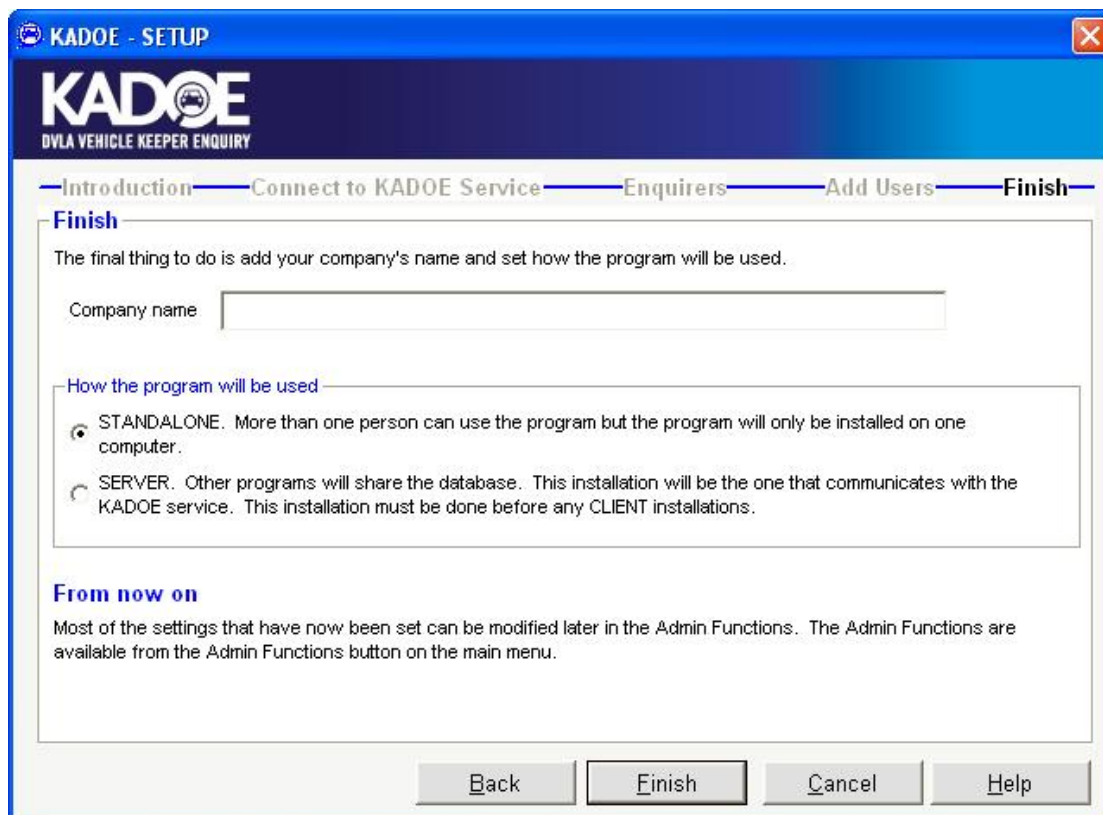 KADOE - SETUP
KADOE
DVLA VEHICLE KEEPER ENQUIRY
Introduction Connect to KADOE Service Enquirers Add Users Finish
Finish
The final thing to do is add your company's name and set how the program will be used.
Company name
How the program will be used
STANDALONE. More than one person can use the program but the program will only be installed on one
computer.
SERVER. Other programs will share the database. This installation will be the one that communicates with the
KADOE service. This installation must be done before any CLIENT installations.
From now on
Most of the settings that have now been set can be modified later in the Admin Functions. The Admin Functions are
available from the Admin Functions button on the main menu.
Back Finish Cancel Help